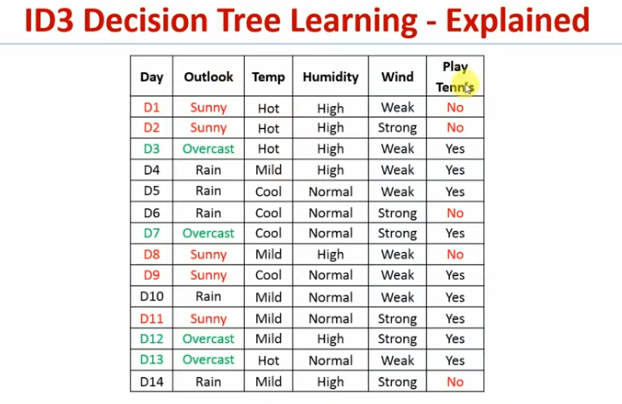 ID3 Decision Tree Learning - Explained
Day Outlook Temp Humidity Wind Play Tennis
D1 Sunny Hot High Weak No
D2 Sunny Hot High Strong No
D3 Overcast Hot High Weak Yes
D4 Rain Mild High Weak Yes
D5 Rain Cool Normal Weak Yes
D6 Rain Cool Normal Strong No
D7 Overcast Cool Normal Strong Yes
D8 Sunny Mild High Weak No
D9 Sunny Cool Normal Weak Yes
D10 Rain Mild Normal Weak Yes
D11 Sunny Mild Normal Strong Yes
D12 Overcast Mild High Strong Yes
D13 Overcast Hot Normal Weak Yes
D14 Rain Mild High Strong No